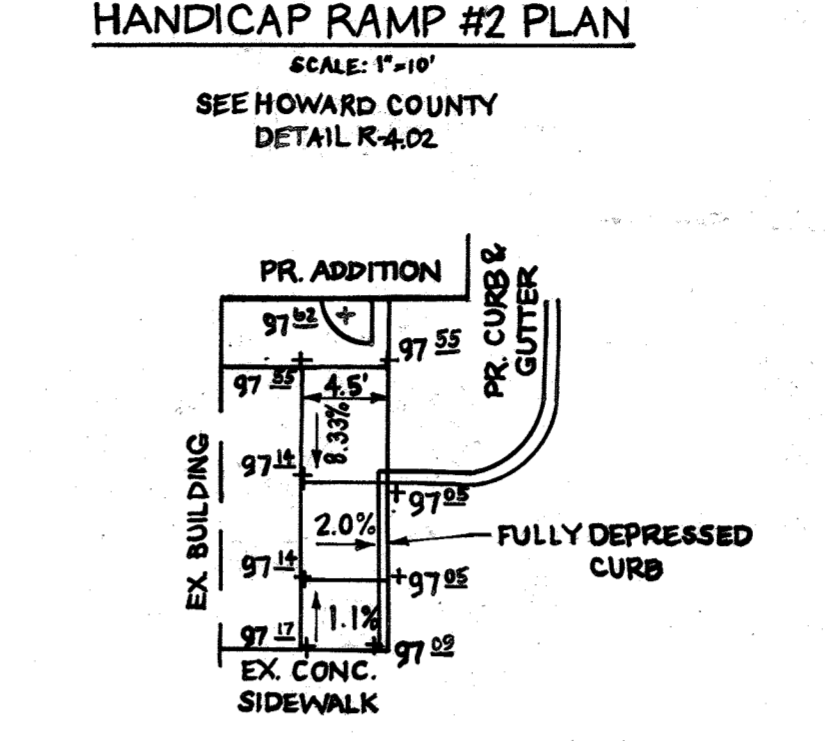 HANDICAP RAMP #2 PLAN
SCALE: 1"=10'
SEE HOWARD COUNTY
DETAIL R-4.02
PR. ADDITION
PR. CURB &
GUTTER
97 62
97 55
97 55
4.5'
8.33%
97 14
97 05
EX. BUILDING
2.0%
FULLY DEPRESSED
CURB
97 14
97 05
1.1%
97 17
97 09
EX. CONC.
SIDEWALK